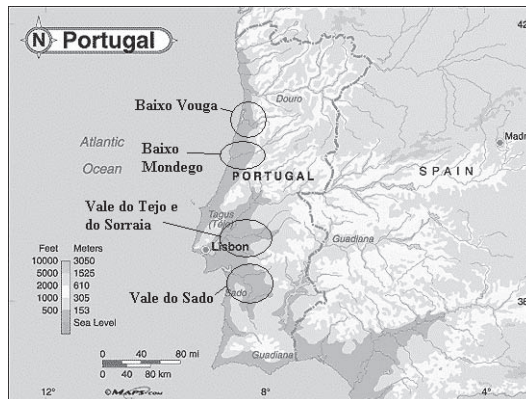 N Portugal
42
Douro
Baixo Vouga
Atlantic
Ocean
Baixo
Mondego
PORTUGAL
SPAIN
Vale do Tejo e
do Sorraia
Tagus
(Tejo)
Lisbon
Guadiana
Feet Meters
10000 3050
5000 1525
2000 610
1000 305
500 153
Sea Level
Vale do Sado
Sado
Guadiana
0 40 80 mi
0 40 80 km
12°
8°
4°
©MAPS.com